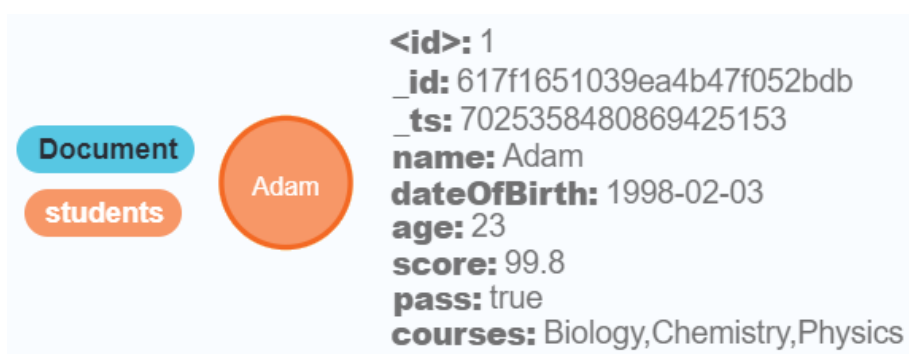 Document
students
Adam
<id>: 1
_id: 617f1651039ea4b47f052bdb
_ts: 7025358480869425153
name: Adam
dateOfBirth: 1998-02-03
age: 23
score: 99.8
pass: true
courses: Biology,Chemistry,Physics